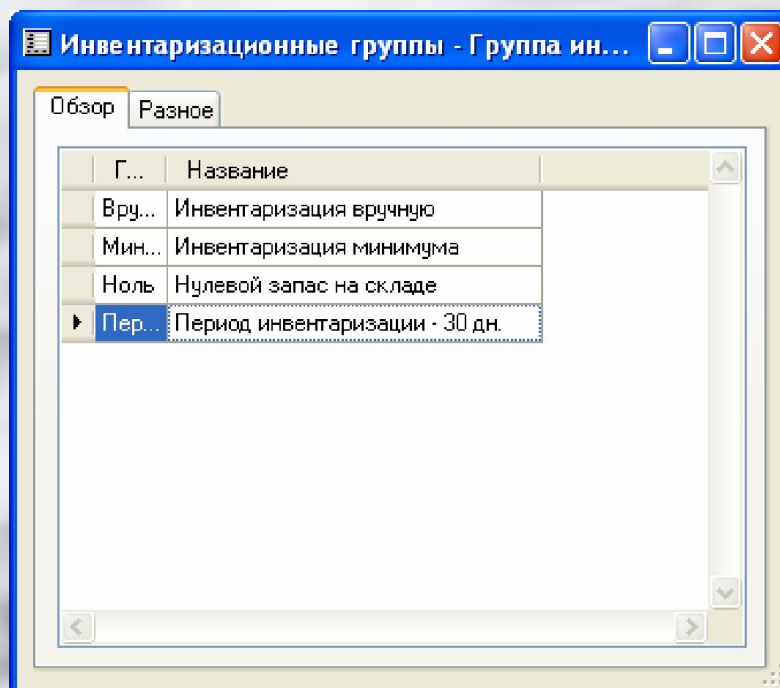 Инвентаризационные группы - Группа ин...
Обзор Разное
Г... Название
Вру... Инвентаризация вручную
Мин... Инвентаризация минимума
Ноль Нулевой запас на складе
Пер... Период инвентаризации - 30 дн.